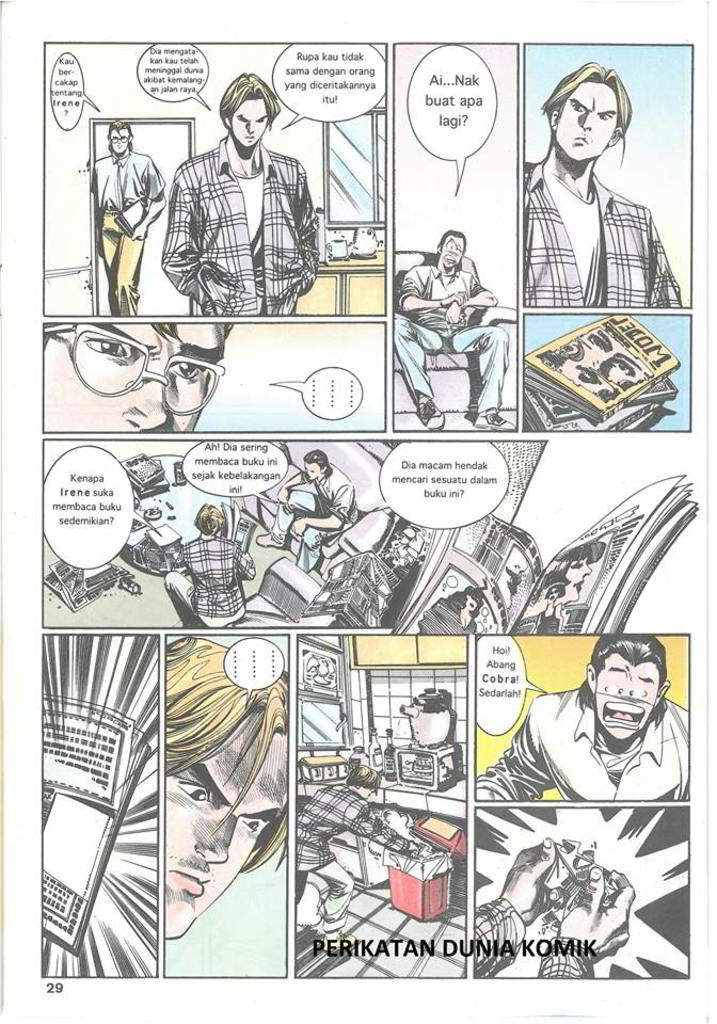 Kau
ber-
cakap
tentang
Irene
?
Dia mengata-
kan kau telah
meninggal dunia
akibat kemalang-
an jalan raya.
Rupa kau tidak
sama dengan orang
yang diceritakannya
itu!
Ai...Nak
buat apa
lagi?
MODEL
Kenapa
Irene suka
membaca buku
sedemikian?
Ah! Dia sering
membaca buku ini
sejak kebelakangan
ini!
Dia macam hendak
mencari sesuatu dalam
buku ini?
Hoi!
Abang
Cobra!
Sedarlah!
PERIKATAN DUNIA KOMIK
29